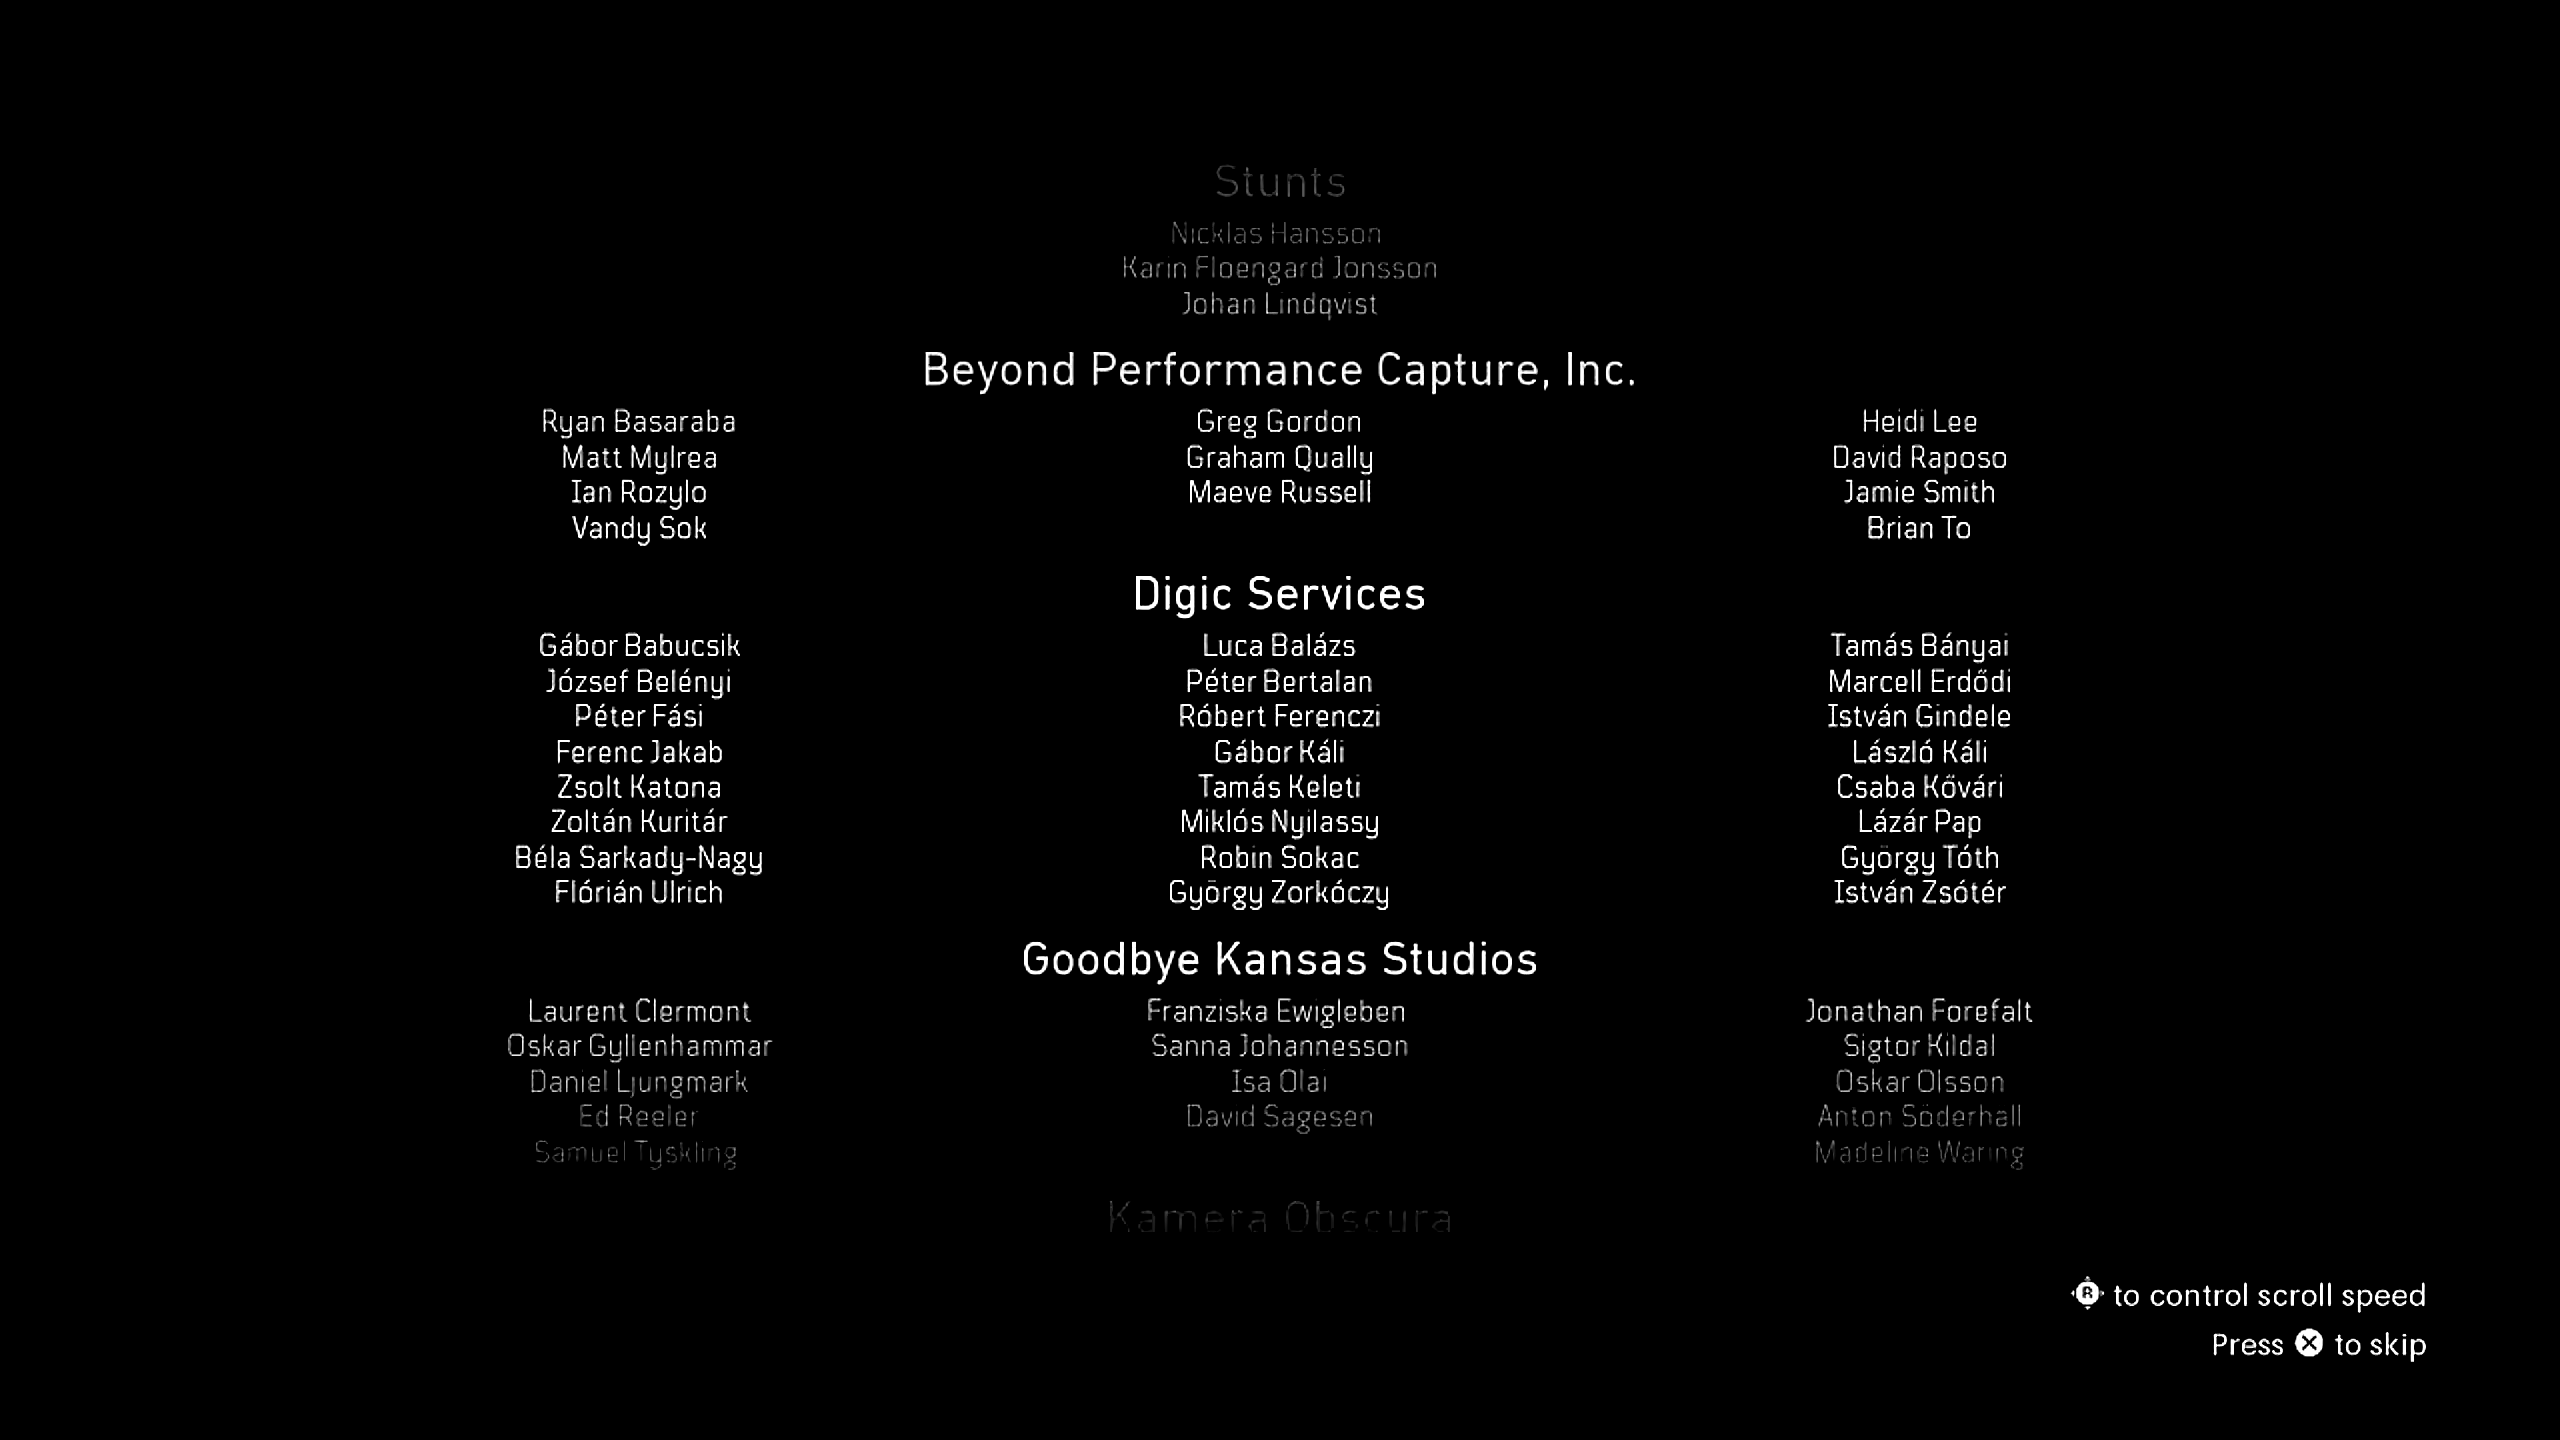 Stunts
Nicklas Hansson
Karin Floengard Jonsson
Johan Lindqvist
Beyond Performance Capture, Inc.
Ryan Basaraba Greg Gordon Heidi Lee
Matt Mylrea Graham Qually David Raposo
Ian Rozylo Maeve Russell Jamie Smith
Vandy Sok Brian To
Digic Services
Gábor Babucsik Luca Balázs Tamás Bányai
József Belényi Péter Bertalan Marcell Erdődi
Péter Fási Róbert Ferenczi István Gindele
Ferenc Jakab Gábor Káli László Káli
Zsolt Katona Tamás Keleti Csaba Kővári
Zoltán Kuritár Miklós Nyilassy Lázár Pap
Béla Sarkady-Nagy Robin Sokac György Tóth
Flórián Ulrich György Zorkóczy István Zsótér
Goodbye Kansas Studios
Laurent Clermont Franziska Ewigleben Jonathan Forefalt
Oskar Gyllenhammar Sanna Johannesson Sigtor Kildal
Daniel Ljungmark Isa Olai Oskar Olsson
Ed Reeler David Sagesen Anton Söderhall
Samuel Tyskling Madeline Waring
Kamera Obscura
R to control scroll speed
Press X to skip